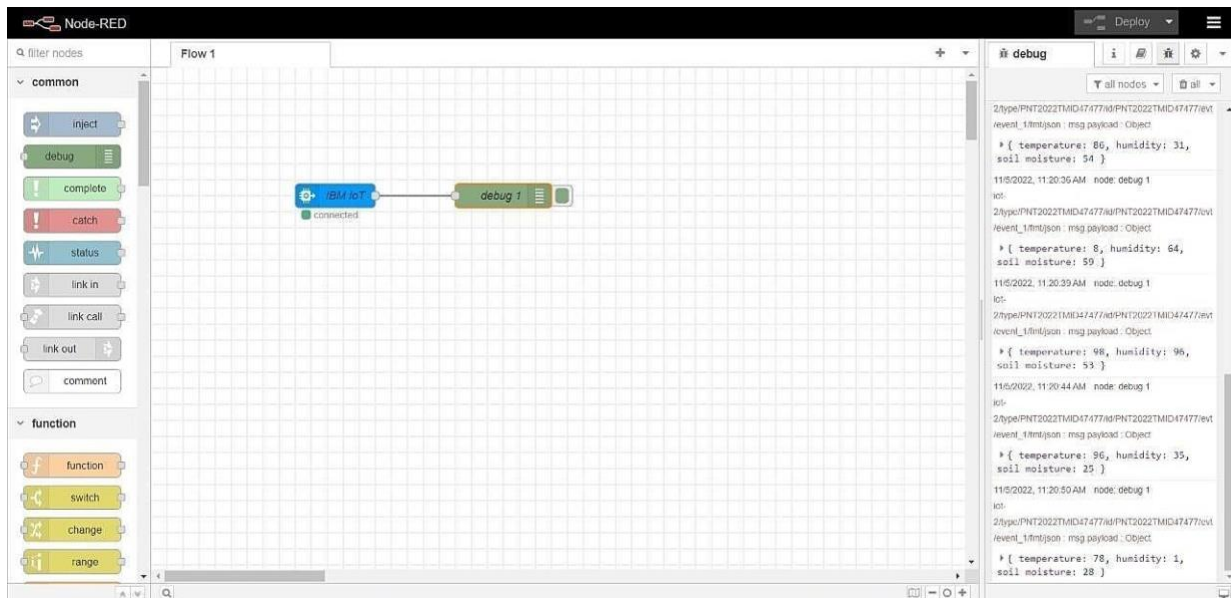 Node-RED
Deploy
filter nodes
Flow 1
debug
i
all nodes
all
common
inject
debug
complete
catch
status
link in
link call
link out
comment
function
function
switch
change
range
IBM IoT
connected
debug 1
2/type/PNT2022TMID47477/id/PNT2022TMID47477/evt
/event_1/fmt/json : msg.payload : Object
{ temperature: 86, humidity: 31,
soil moisture: 54 }
11/5/2022, 11:20:36 AM node: debug 1
iot-
2/type/PNT2022TMID47477/id/PNT2022TMID47477/evt
/event_1/fmt/json : msg.payload : Object
{ temperature: 8, humidity: 64,
soil moisture: 59 }
11/5/2022, 11:20:39 AM node: debug 1
iot-
2/type/PNT2022TMID47477/id/PNT2022TMID47477/evt
/event_1/fmt/json : msg.payload : Object
{ temperature: 98, humidity: 96,
soil moisture: 53 }
11/5/2022, 11:20:44 AM node: debug 1
iot-
2/type/PNT2022TMID47477/id/PNT2022TMID47477/evt
/event_1/fmt/json : msg.payload : Object
{ temperature: 96, humidity: 35,
soil moisture: 25 }
11/5/2022, 11:20:50 AM node: debug 1
iot-
2/type/PNT2022TMID47477/id/PNT2022TMID47477/evt
/event_1/fmt/json : msg.payload : Object
{ temperature: 78, humidity: 1,
soil moisture: 28 }